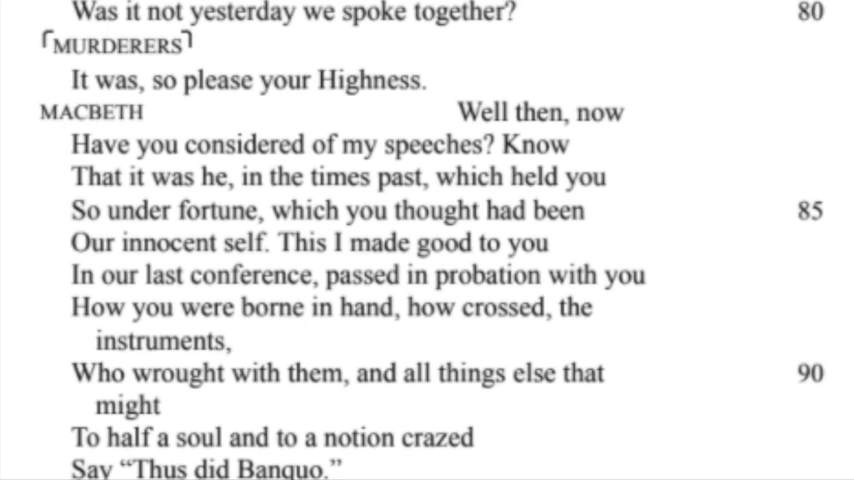 Was it not yesterday we spoke together? 80
⌜MURDERERS⌝
It was, so please your Highness.
MACBETH Well then, now
Have you considered of my speeches? Know
That it was he, in the times past, which held you
So under fortune, which you thought had been 85
Our innocent self. This I made good to you
In our last conference, passed in probation with you
How you were borne in hand, how crossed, the
instruments,
Who wrought with them, and all things else that 90
might
To half a soul and to a notion crazed
Say “Thus did Banquo.”